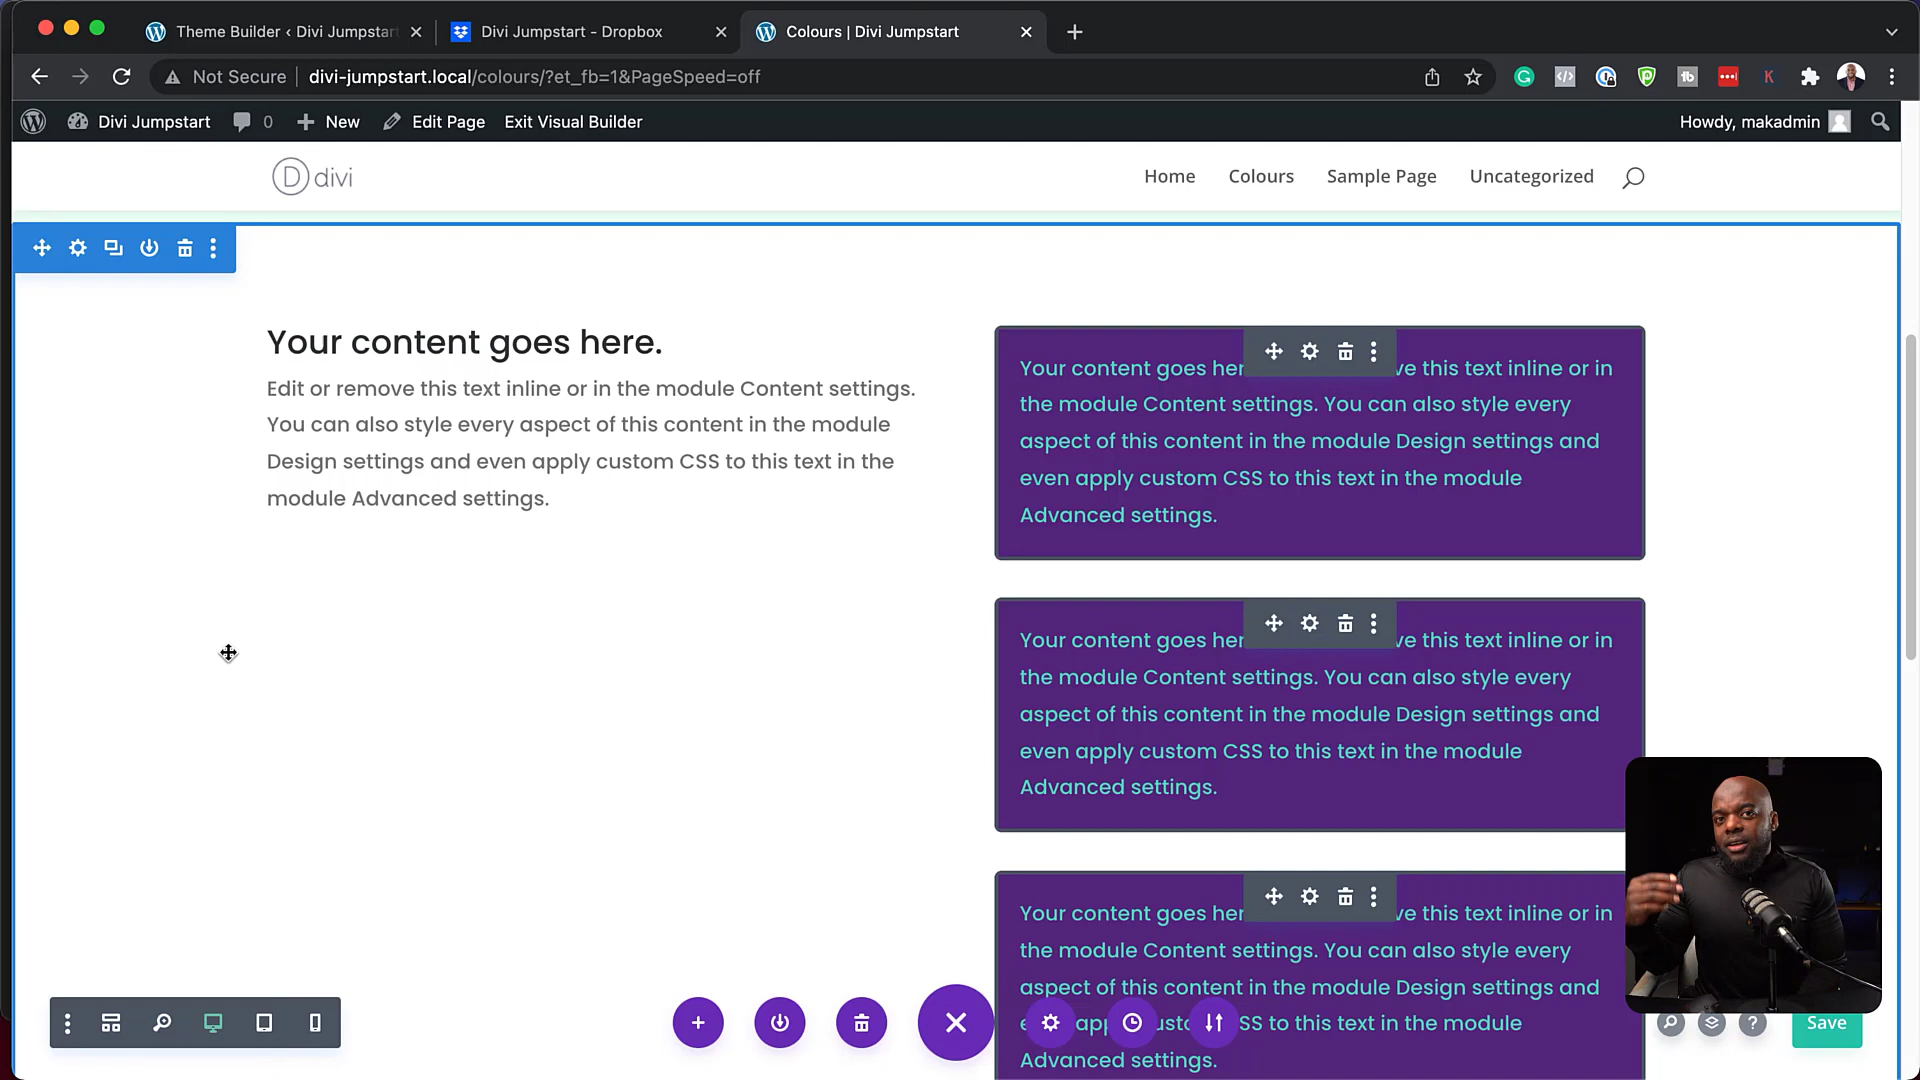 Theme Builder ‹ Divi Jumpstart
Divi Jumpstart - Dropbox
Colours | Divi Jumpstart
Not Secure
divi-jumpstart.local/colours/?et_fb=1&PageSpeed=off
Divi Jumpstart
0
New
Edit Page
Exit Visual Builder
Howdy, makadmin
D divi
Home
Colours
Sample Page
Uncategorized
Your content goes here.
Edit or remove this text inline or in the module Content settings.
You can also style every aspect of this content in the module
Design settings and even apply custom CSS to this text in the
module Advanced settings.
Your content goes her ve this text inline or in
the module Content settings. You can also style every
aspect of this content in the module Design settings and
even apply custom CSS to this text in the module
Advanced settings.
Your content goes her ve this text inline or in
the module Content settings. You can also style every
aspect of this content in the module Design settings and
even apply custom CSS to this text in the module
Advanced settings.
Your content goes her ve this text inline or in
the module Content settings. You can also style every
aspect of this content in the module Design settings and
SS to this text in the module
Advanced settings.
Save